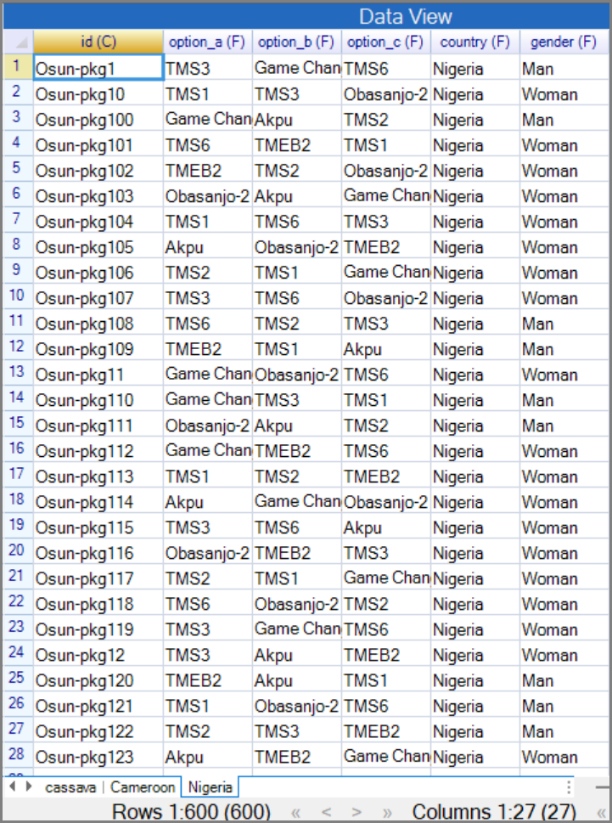 Data View
id (C) option_a (F) option_b (F) option_c (F) country (F) gender (F)
1 Osun-pkg1 TMS3 Game Chan TMS6 Nigeria Man
2 Osun-pkg10 TMS1 TMS3 Obasanjo-2 Nigeria Woman
3 Osun-pkg100 Game Chan Akpu TMS2 Nigeria Man
4 Osun-pkg101 TMS6 TMEB2 TMS1 Nigeria Woman
5 Osun-pkg102 TMEB2 TMS2 Obasanjo-2 Nigeria Woman
6 Osun-pkg103 Obasanjo-2 Akpu Game Chan Nigeria Woman
7 Osun-pkg104 TMS1 TMS6 TMS3 Nigeria Woman
8 Osun-pkg105 Akpu Obasanjo-2 TMEB2 Nigeria Woman
9 Osun-pkg106 TMS2 TMS1 Game Chan Nigeria Woman
10 Osun-pkg107 TMS3 TMS6 Obasanjo-2 Nigeria Woman
11 Osun-pkg108 TMS6 TMS2 TMS3 Nigeria Man
12 Osun-pkg109 TMEB2 TMS1 Akpu Nigeria Man
13 Osun-pkg11 Game Chan Obasanjo-2 TMS6 Nigeria Woman
14 Osun-pkg110 Game Chan TMS3 TMS1 Nigeria Man
15 Osun-pkg111 Obasanjo-2 Akpu TMS2 Nigeria Man
16 Osun-pkg112 Game Chan TMEB2 TMS6 Nigeria Woman
17 Osun-pkg113 TMS1 TMS2 TMEB2 Nigeria Woman
18 Osun-pkg114 Akpu Game Chan Obasanjo-2 Nigeria Woman
19 Osun-pkg115 TMS3 TMS6 Akpu Nigeria Woman
20 Osun-pkg116 Obasanjo-2 TMEB2 TMS3 Nigeria Woman
21 Osun-pkg117 TMS2 TMS1 Game Chan Nigeria Woman
22 Osun-pkg118 TMS6 Obasanjo-2 TMS2 Nigeria Woman
23 Osun-pkg119 TMS3 Game Chan TMS6 Nigeria Woman
24 Osun-pkg12 TMS3 Akpu TMEB2 Nigeria Woman
25 Osun-pkg120 TMEB2 Akpu TMS1 Nigeria Man
26 Osun-pkg121 TMS1 Obasanjo-2 TMS6 Nigeria Man
27 Osun-pkg122 TMS2 TMS3 TMEB2 Nigeria Man
28 Osun-pkg123 Akpu TMEB2 Game Chan Nigeria Woman
cassava Cameroon Nigeria
Rows 1:600 (600) « < > » Columns 1:27 (27) «